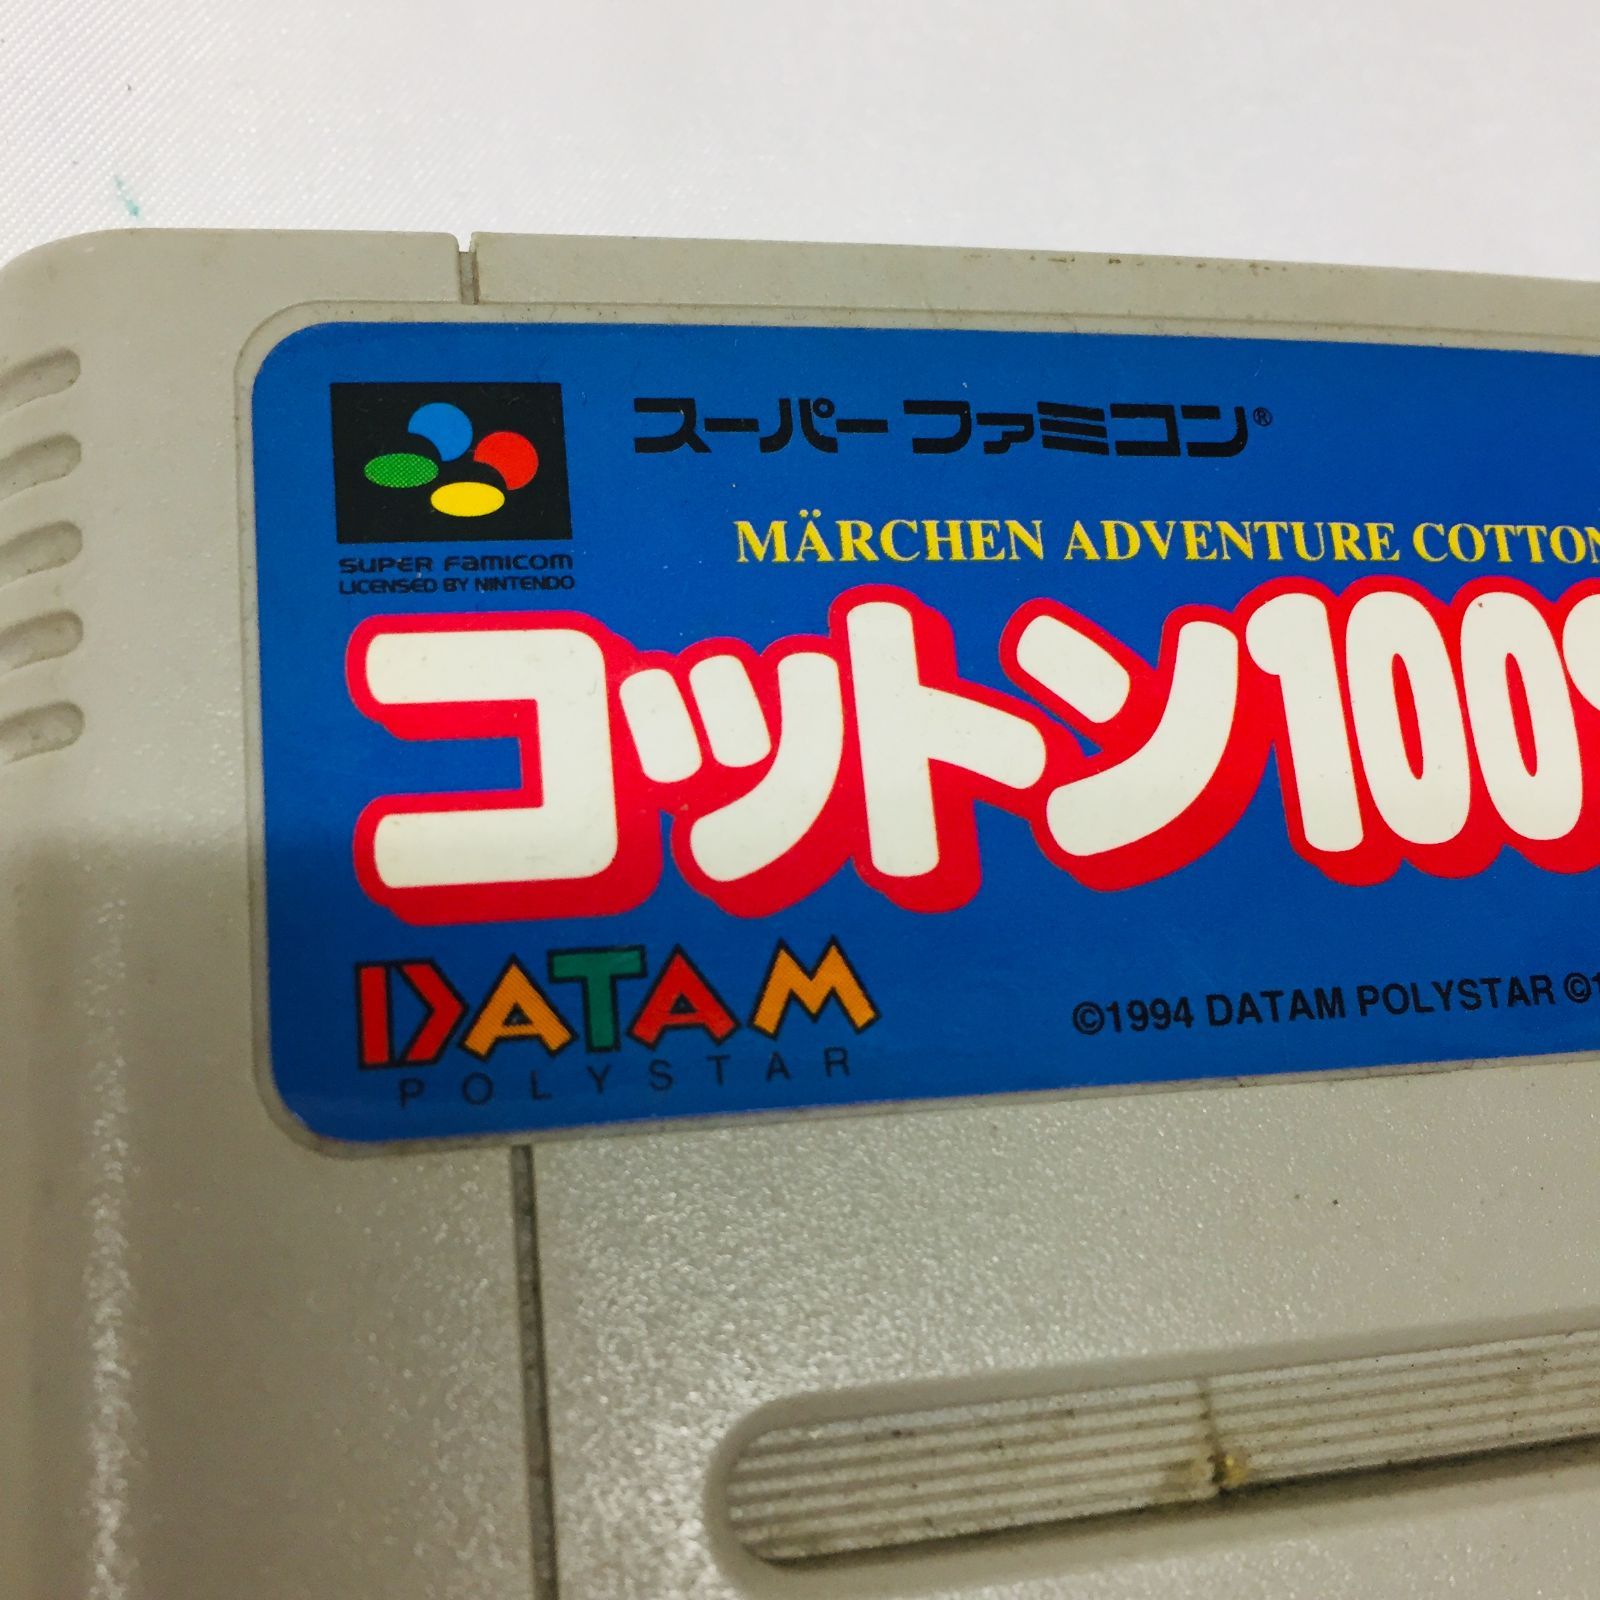 スーパーファミコン®
SUPER FAMICOM
LICENSED BY NINTENDO
MÄRCHEN ADVENTURE COTTON
コットン100%
DATAM
POLYSTAR
©1994 DATAM POLYSTAR ©1